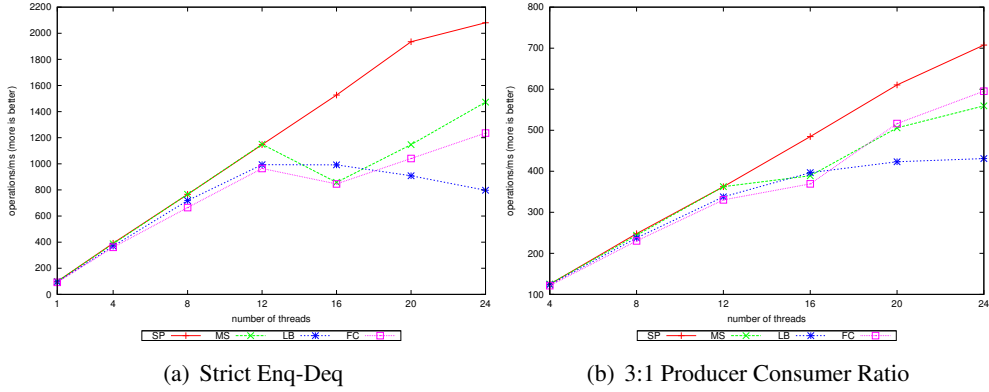 2200
2000
1800
1600
1400
1200
1000
800
600
400
200
0
operations/ms (more is better)
1 4 8 12 16 20 24
number of threads
SP MS LB FC
(a) Strict Enq-Deq
800
700
600
500
400
300
200
100
operations/ms (more is better)
4 8 12 16 20 24
number of threads
SP MS LB FC
(b) 3:1 Producer Consumer Ratio